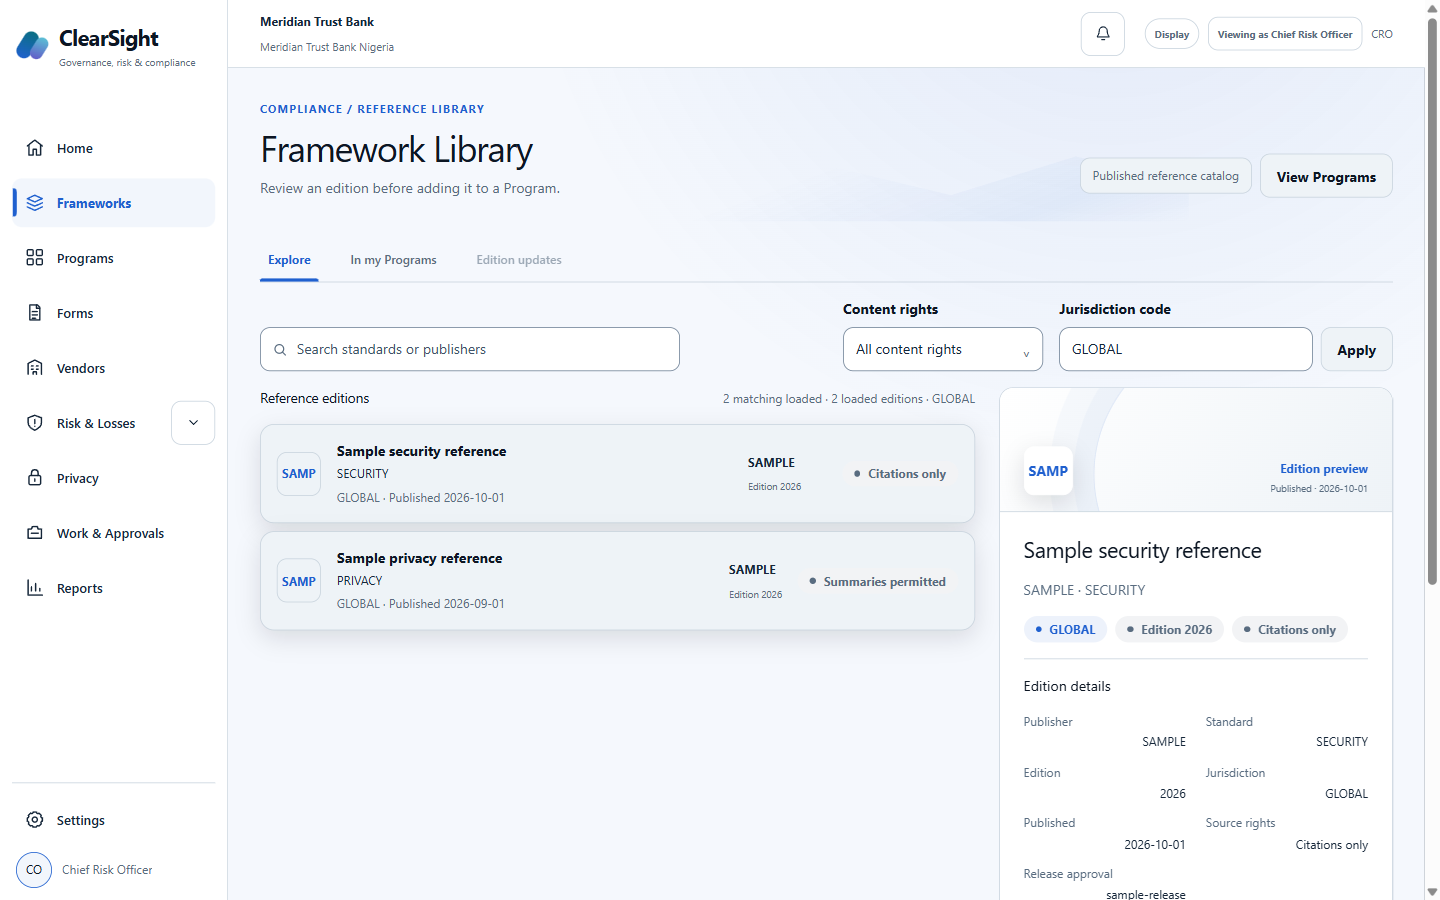 ClearSight
Governance, risk & compliance
Home
Frameworks
Programs
Forms
Vendors
Risk & Losses
Privacy
Work & Approvals
Reports
Settings
CO
Chief Risk Officer
Meridian Trust Bank
Meridian Trust Bank Nigeria
Display
Viewing as Chief Risk Officer
CRO
COMPLIANCE / REFERENCE LIBRARY
Framework Library
Review an edition before adding it to a Program.
Published reference catalog
View Programs
Explore
In my Programs
Edition updates
Search standards or publishers
Content rights
All content rights
Jurisdiction code
GLOBAL
Apply
Reference editions
2 matching loaded · 2 loaded editions · GLOBAL
SAMP
Sample security reference
SECURITY
GLOBAL · Published 2026-10-01
SAMPLE
Edition 2026
Citations only
SAMP
Sample privacy reference
PRIVACY
GLOBAL · Published 2026-09-01
SAMPLE
Edition 2026
Summaries permitted
SAMP
Edition preview
Published · 2026-10-01
Sample security reference
SAMPLE · SECURITY
GLOBAL
Edition 2026
Citations only
Edition details
Publisher
SAMPLE
Standard
SECURITY
Edition
2026
Jurisdiction
GLOBAL
Published
2026-10-01
Source rights
Citations only
Release approval
sample-release